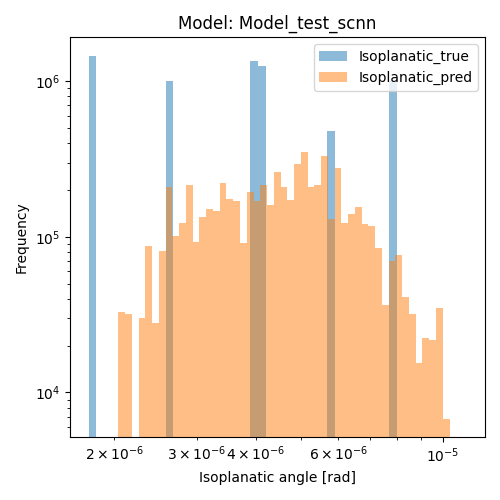 Model: Model_test_scnn
Isoplanatic_true
Isoplanatic_pred
Frequency
10⁶
10⁵
10⁴
2 × 10⁻⁶
3 × 10⁻⁶
4 × 10⁻⁶
6 × 10⁻⁶
10⁻⁵
Isoplanatic angle [rad]